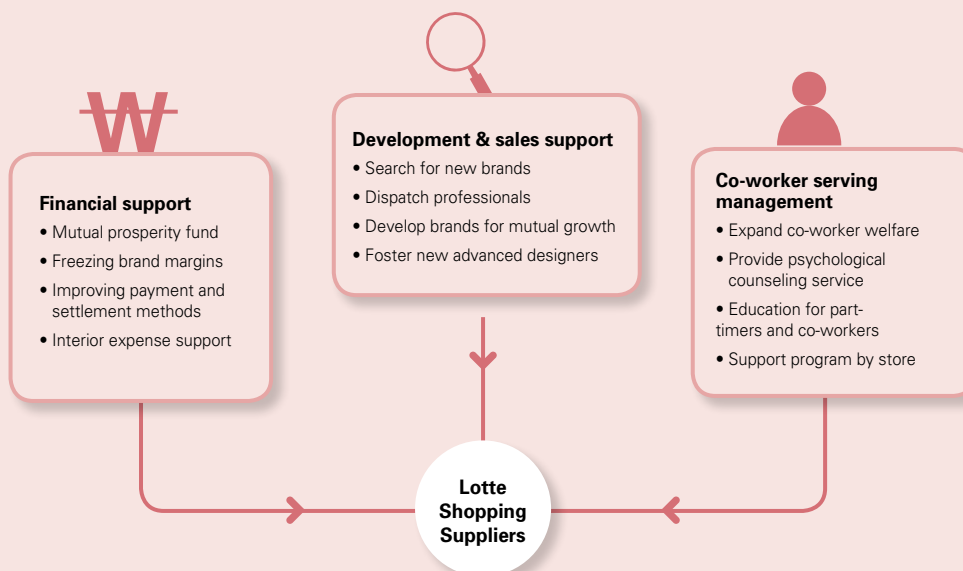 Financial support
• Mutual prosperity fund
• Freezing brand margins
• Improving payment and
settlement methods
• Interior expense support
Development & sales support
• Search for new brands
• Dispatch professionals
• Develop brands for mutual growth
• Foster new advanced designers
Co-worker serving
management
• Expand co-worker welfare
• Provide psychological
counseling service
• Education for part-
timers and co-workers
• Support program by store
Lotte
Shopping
Suppliers